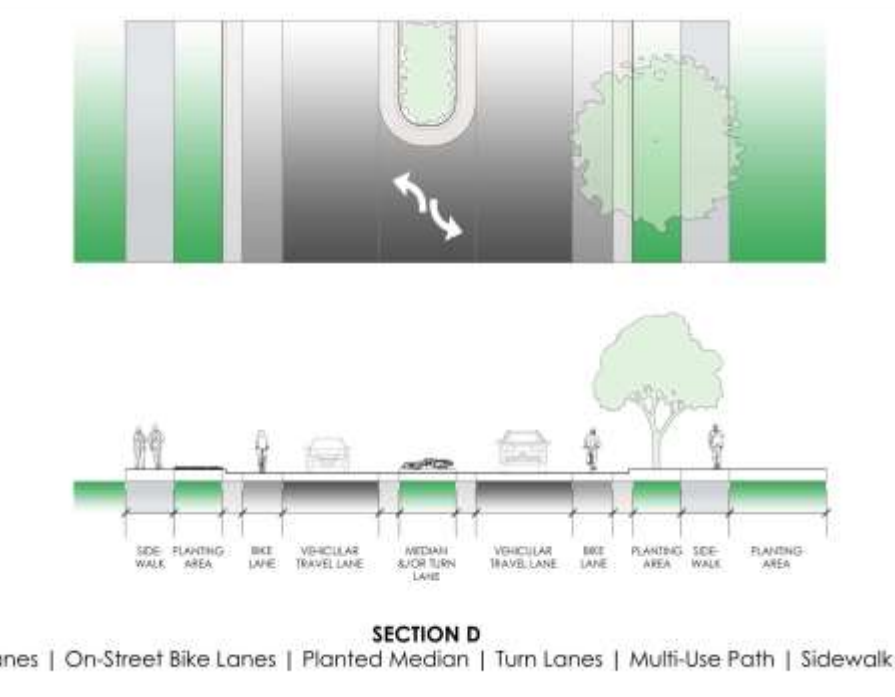 SIDE-
WALK
PLANTING
AREA
BIKE
LANE
VEHICULAR
TRAVEL LANE
MEDIAN
&/OR TURN
LANE
VEHICULAR
TRAVEL LANE
BIKE
LANE
PLANTING
AREA
SIDE-
WALK
PLANTING
AREA
SECTION D
| On-Street Bike Lanes | Planted Median | Turn Lanes | Multi-Use Path | Sidewalk